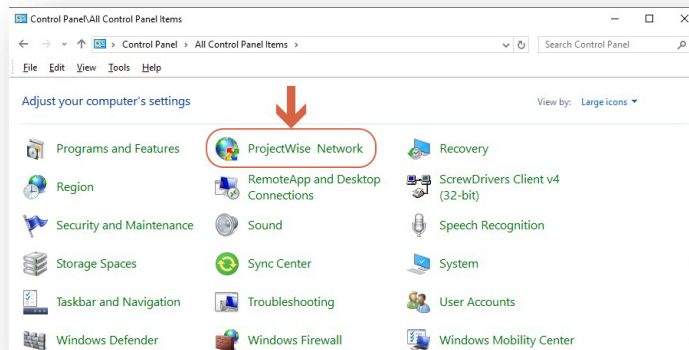 Control Panel\All Control Panel Items
Control Panel > All Control Panel Items >
Search Control Panel
File Edit View Tools Help
Adjust your computer's settings
View by: Large icons
Programs and Features
ProjectWise Network
Recovery
Region
RemoteApp and Desktop
Connections
ScrewDrivers Client v4
(32-bit)
Security and Maintenance
Sound
Speech Recognition
Storage Spaces
Sync Center
System
Taskbar and Navigation
Troubleshooting
User Accounts
Windows Defender
Windows Firewall
Windows Mobility Center